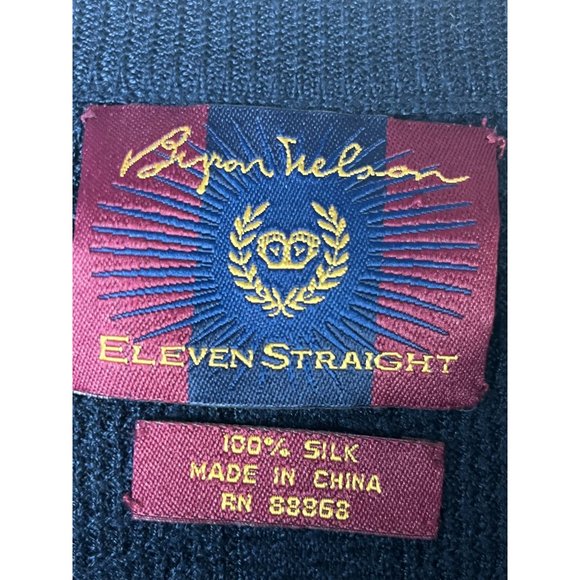 Byron Nelson
ELEVEN STRAIGHT
100% SILK
MADE IN CHINA
RN 88868